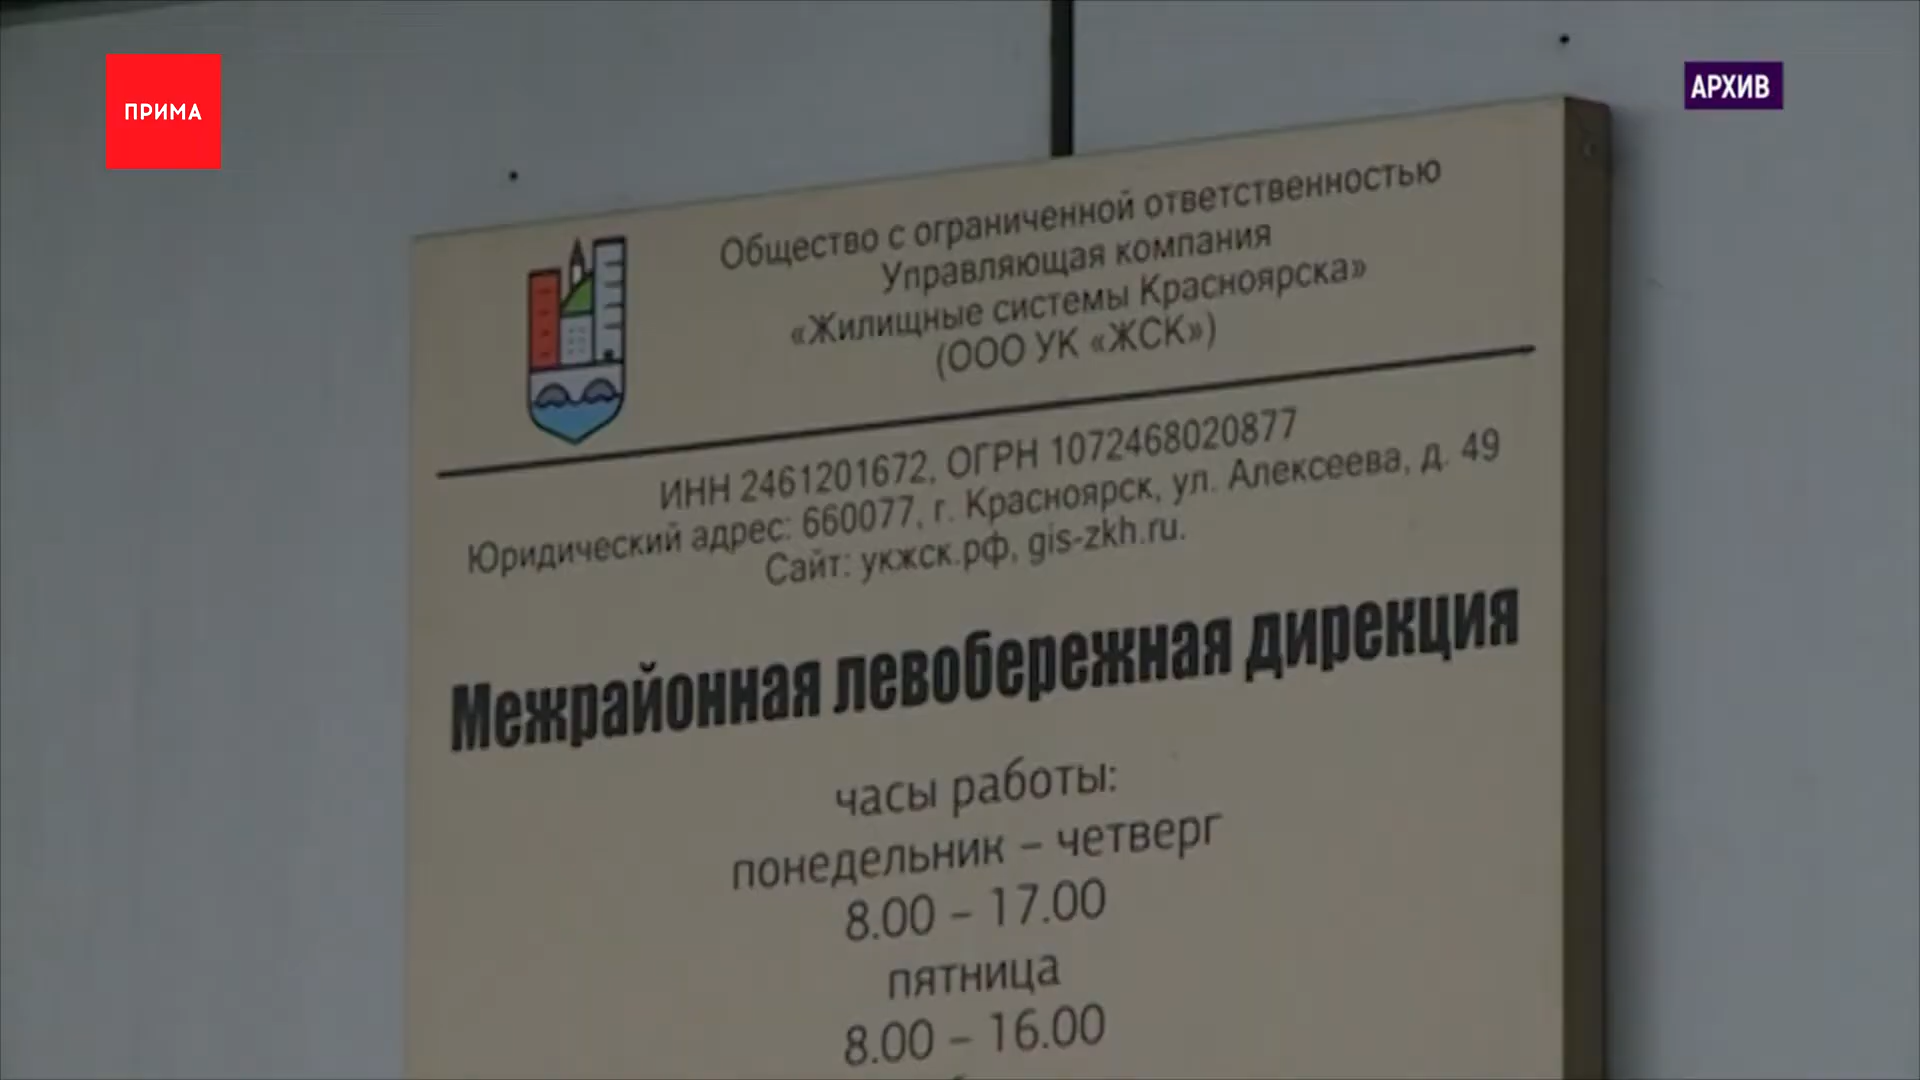 ПРИМА
АРХИВ
Общество с ограниченной ответственностью
Управляющая компания
«Жилищные системы Красноярска»
(ООО УК «ЖСК»)
ИНН 2461201672, ОГРН 1072468020877
Юридический адрес: 660077, г. Красноярск, ул. Алексеева, д. 49
Сайт: укжск.рф, gis-zkh.ru.
Межрайонная левобережная дирекция
часы работы:
понедельник – четверг
8.00 – 17.00
пятница
8.00 – 16.00